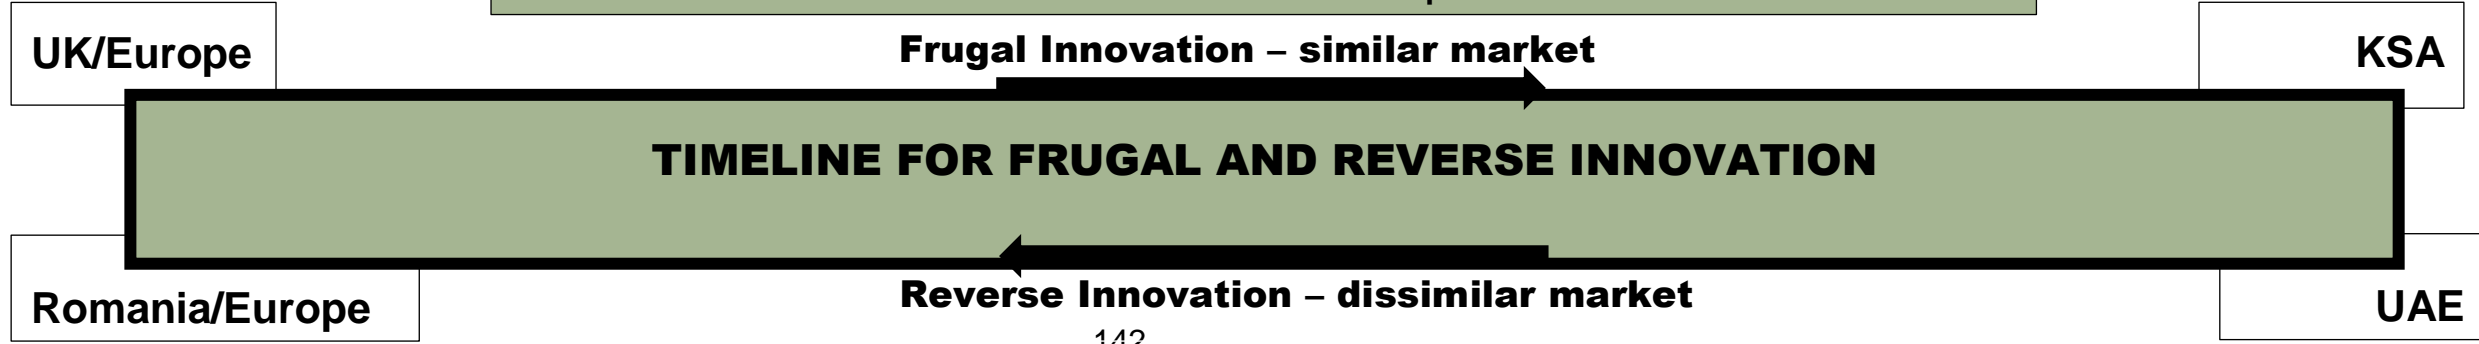 UK/Europe
Frugal Innovation – similar market
KSA
TIMELINE FOR FRUGAL AND REVERSE INNOVATION
Romania/Europe
Reverse Innovation – dissimilar market
UAE
142